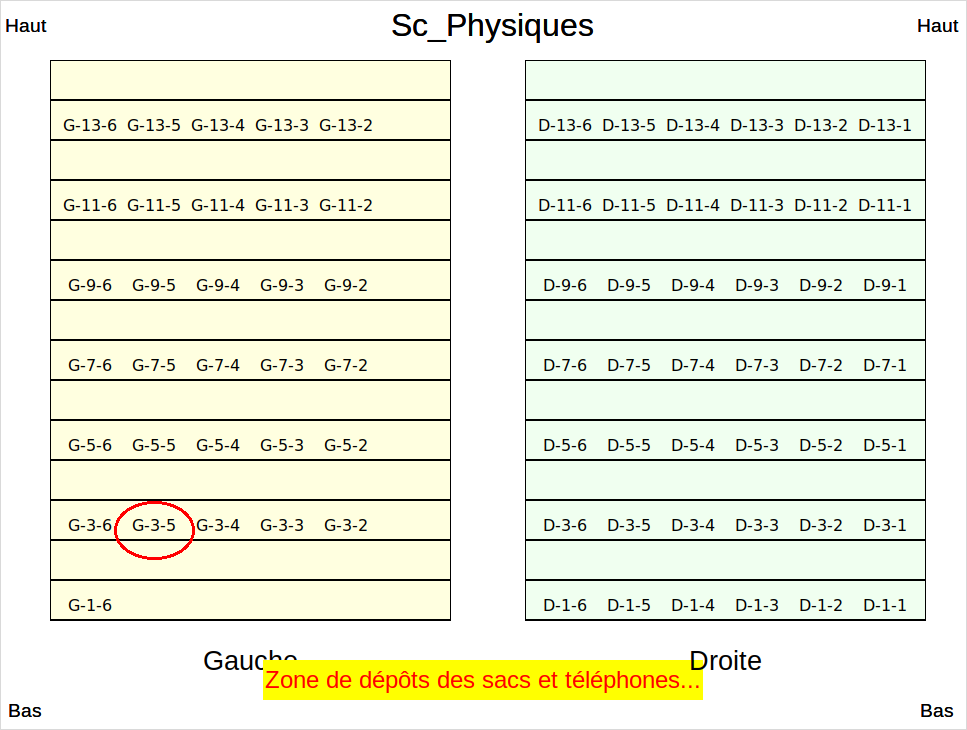 Haut Sc_Physiques Haut
G-13-6 G-13-5 G-13-4 G-13-3 G-13-2 D-13-6 D-13-5 D-13-4 D-13-3 D-13-2 D-13-1
G-11-6 G-11-5 G-11-4 G-11-3 G-11-2 D-11-6 D-11-5 D-11-4 D-11-3 D-11-2 D-11-1
G-9-6 G-9-5 G-9-4 G-9-3 G-9-2 D-9-6 D-9-5 D-9-4 D-9-3 D-9-2 D-9-1
G-7-6 G-7-5 G-7-4 G-7-3 G-7-2 D-7-6 D-7-5 D-7-4 D-7-3 D-7-2 D-7-1
G-5-6 G-5-5 G-5-4 G-5-3 G-5-2 D-5-6 D-5-5 D-5-4 D-5-3 D-5-2 D-5-1
G-3-6 G-3-5 G-3-4 G-3-3 G-3-2 D-3-6 D-3-5 D-3-4 D-3-3 D-3-2 D-3-1
G-1-6 D-1-6 D-1-5 D-1-4 D-1-3 D-1-2 D-1-1
Gauche Droite
Zone de dépôts des sacs et téléphones...
Bas Bas